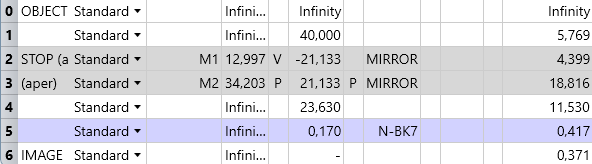 0 OBJECT Standard Infini... Infinity Infinity
1 Standard Infini... 40,000 5,769
2 STOP (a Standard M1 12,997 V -21,133 MIRROR 4,399
3 (aper) Standard M2 34,203 P 21,133 P MIRROR 18,816
4 Standard Infini... 23,630 11,530
5 Standard Infini... 0,170 N-BK7 0,417
6 IMAGE Standard Infini... - 0,371